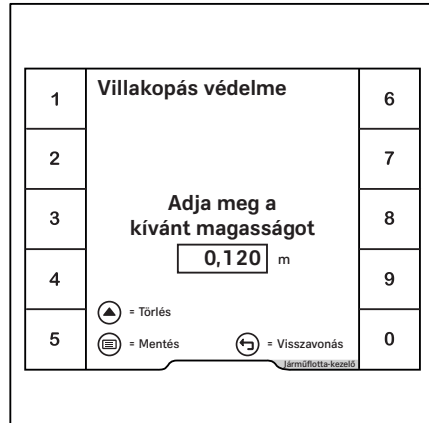 Villakopás védelme
1
2
3
4
5
6
7
8
9
0
Adja meg a
kívánt magasságot
0,120 m
= Törlés
= Mentés
= Visszavonás
Járműflotta-kezelő